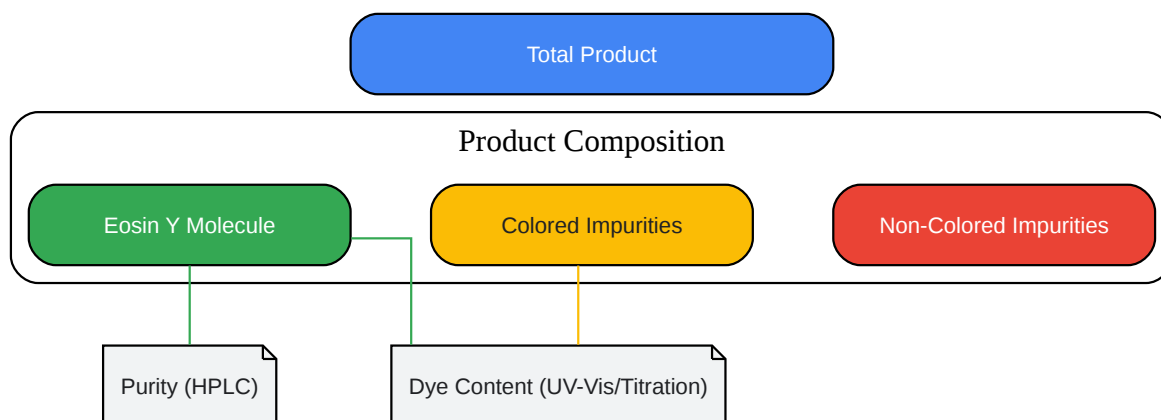 Total Product
Product Composition
Eosin Y Molecule
Colored Impurities
Non-Colored Impurities
Purity (HPLC)
Dye Content (UV-Vis/Titration)